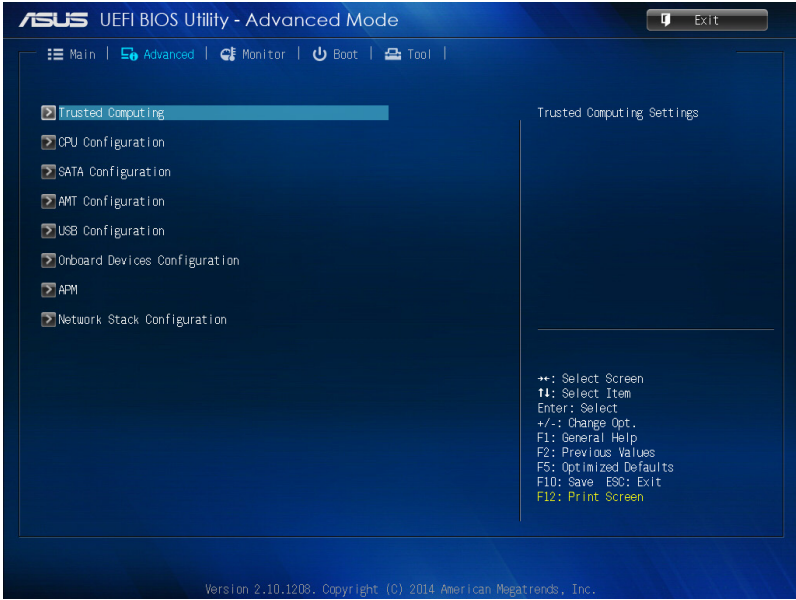 ASUS UEFI BIOS Utility - Advanced Mode
Exit
Main | Advanced | Monitor | Boot | Tool |
Trusted Computing
Trusted Computing Settings
CPU Configuration
SATA Configuration
AMT Configuration
USB Configuration
Onboard Devices Configuration
APM
Network Stack Configuration
→←: Select Screen
↑↓: Select Item
Enter: Select
+/-: Change Opt.
F1: General Help
F2: Previous Values
F5: Optimized Defaults
F10: Save ESC: Exit
F12: Print Screen
Version 2.10.1208. Copyright (C) 2014 American Megatrends, Inc.